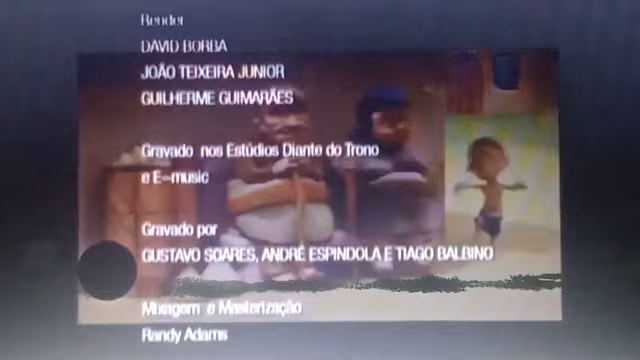 Render
DAVID BORBA
JOÃO TEIXEIRA JUNIOR
GUILHERME GUIMARÃES
Gravado nos Estúdios Diante do Trono
e E-music
Gravado por
GUSTAVO SOARES, ANDRÉ ESPINDOLA E TIAGO BALBINO
Mixagem e Masterização
Randy Adams